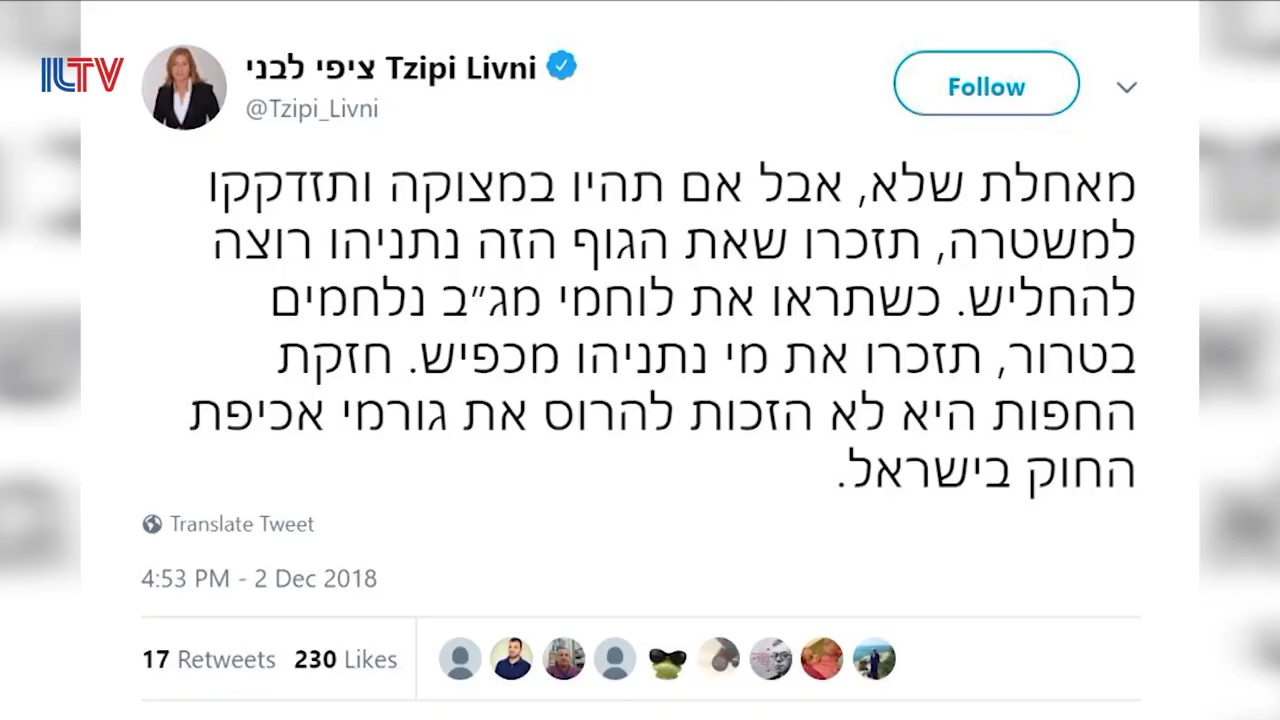 ILTV
ציפי לבני Tzipi Livni
@Tzipi_Livni
Follow
מאחלת שלא, אבל אם תהיו במצוקה ותזדקקו
למשטרה, תזכרו שאת הגוף הזה נתניהו רוצה
להחליש. כשתראו את לוחמי מג״ב נלחמים
בטרור, תזכרו את מי נתניהו מכפיש. חזקת
החפות היא לא הזכות להרוס את גורמי אכיפת
החוק בישראל.
Translate Tweet
4:53 PM - 2 Dec 2018
17 Retweets 230 Likes